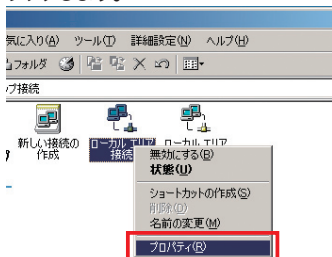 気に入り(A) ツール(T) 詳細設定(N) ヘルプ(H)
フォルダ
プ接続
新しい接続の
作成
ローカル エリア
接続
ローカル エリア
無効にする(B)
状態(U)
ショートカットの作成(S)
削除(D)
名前の変更(M)
プロパティ(R)